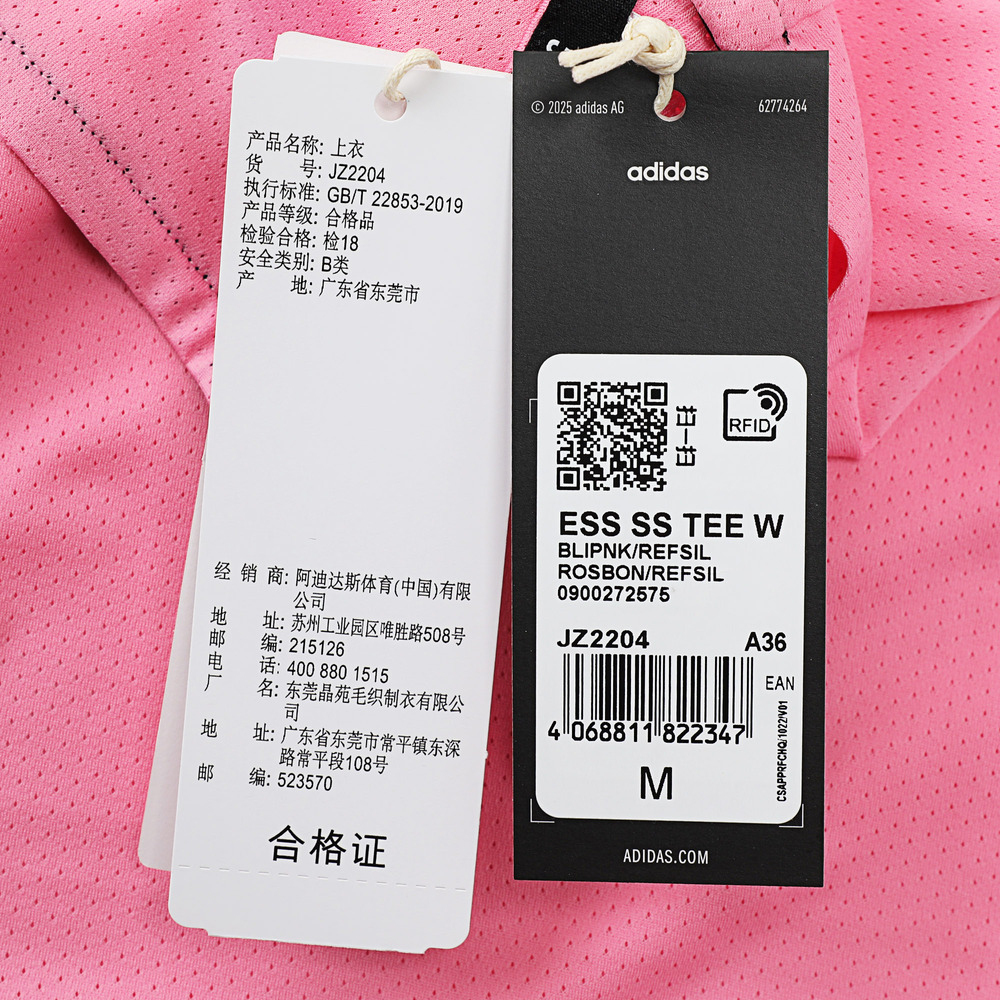 产品名称: 上衣
货 号: JZ2204
执行标准: GB/T 22853-2019
产品等级: 合格品
检验合格: 检18
安全类别: B类
产 地: 广东省东莞市
经 销 商: 阿迪达斯体育(中国)有限
公司
地 址: 苏州工业园区唯胜路508号
邮 编: 215126
电 话: 400 880 1515
厂 名: 东莞晶苑毛织制衣有限公
司
地 址: 广东省东莞市常平镇东深
路常平段108号
邮 编: 523570
合格证
© 2025 adidas AG
62774264
adidas
扫一扫
RFID
ESS SS TEE W
BLIPNK/REFSIL
ROSBON/REFSIL
0900272575
JZ2204 A36
EAN
4 068811 822347
CSAPPRFCHQ/1022/V01
M
ADIDAS.COM